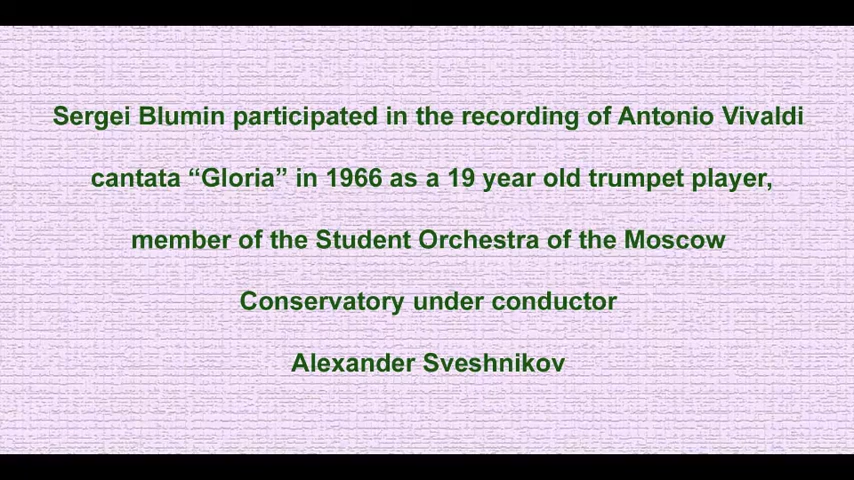 Sergei Blumin participated in the recording of Antonio Vivaldi
cantata “Gloria” in 1966 as a 19 year old trumpet player,
member of the Student Orchestra of the Moscow
Conservatory under conductor
Alexander Sveshnikov